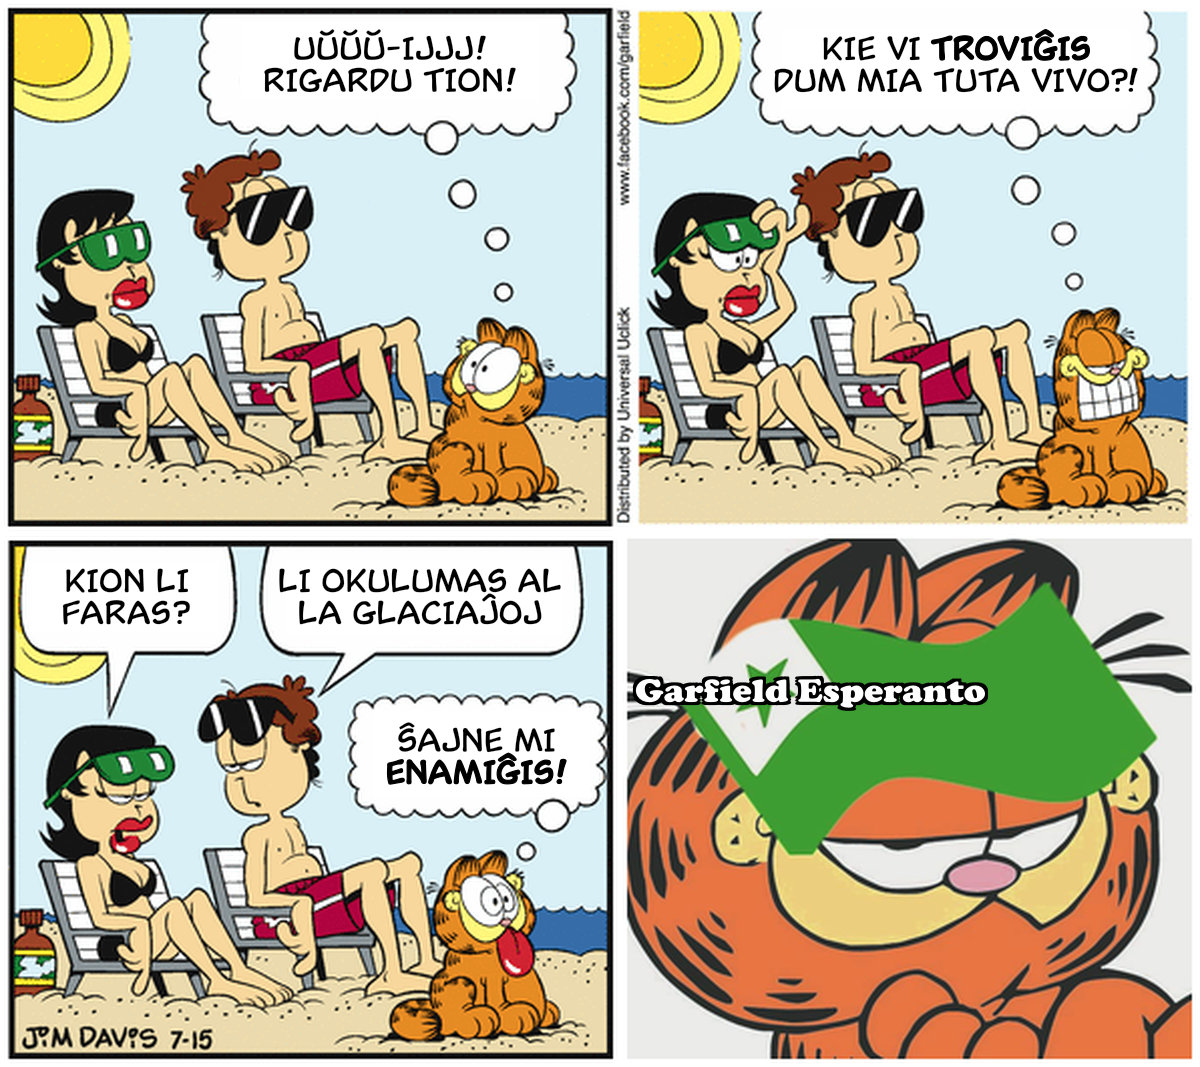 UŬŬŬ-IJJJ!
RIGARDU TION!
www.facebook.com/garfield
Distributed by Universal Uclick
KIE VI TROVIĜIS
DUM MIA TUTA VIVO?!
KION LI
FARAS?
LI OKULUMAS AL
LA GLACIAĴOJ
ŜAJNE MI
ENAMIĜIS!
JiM DAViS 7-15
Garfield Esperanto